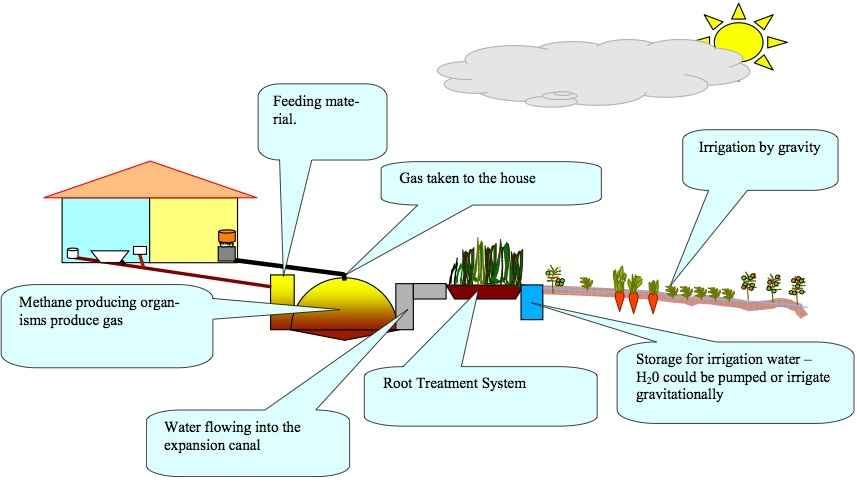 Feeding mate-
rial.
Gas taken to the house
Irrigation by gravity
Methane producing organ-
isms produce gas
Water flowing into the
expansion canal
Root Treatment System
Storage for irrigation water –
H₂0 could be pumped or irrigate
gravitationally